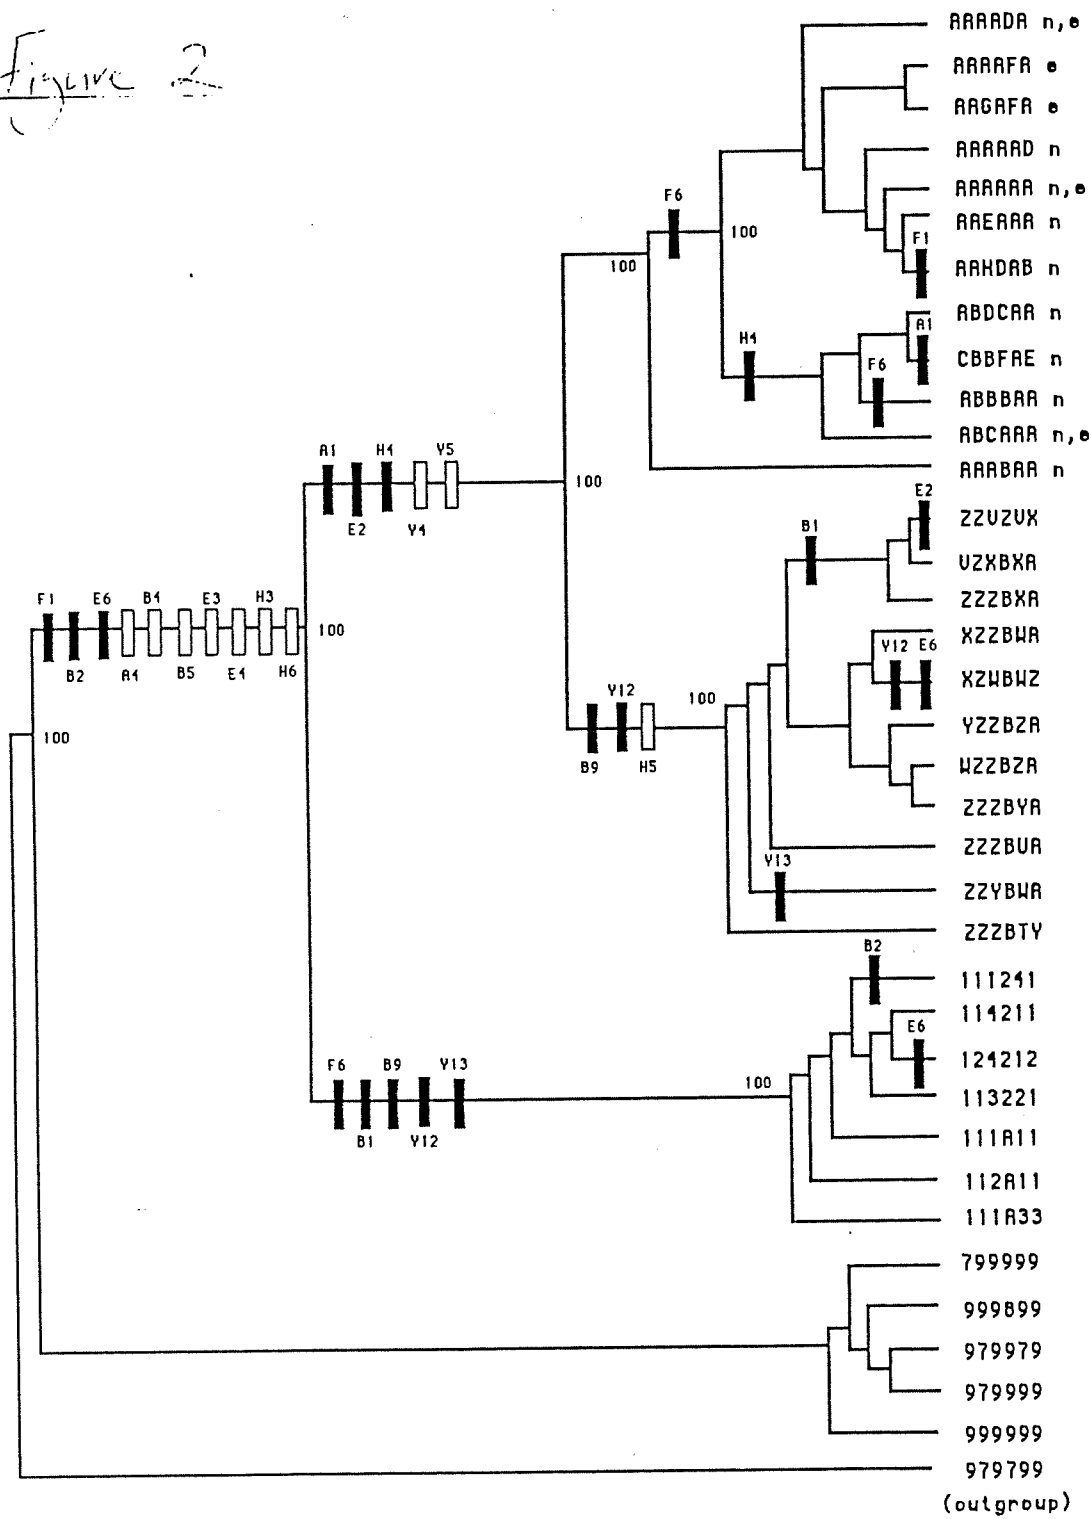 Figure 2
AAAADA n,e
AAAAFA e
AAGAFA e
AAAAAD n
AAAAAA n,e
F6
AAEAAA n
100
F1
100
AAHDAB n
ABDCAA n
A1
H4
CBBFAE n
F6
ABBBAA n
ABCAAA n,e
A1 H4 Y5
AAABAA n
100
E2
E2 Y4
ZZVZVX
B1
VZXBXA
F1 E6 B4 E3 H3
ZZZBXA
100
XZZBWA
Y12 E6
B2 A4 B5 E4 H6
XZWBWZ
Y12 100
YZZBZA
100
B9 H5
WZZBZA
ZZZBYA
ZZZBVA
Y13
ZZYBWA
ZZZBTY
B2
111241
114211
E6
124212
F6 B9 Y13
100
113221
B1 Y12
111A11
112A11
111A33
799999
999899
979979
979999
999999
979799
(outgroup)